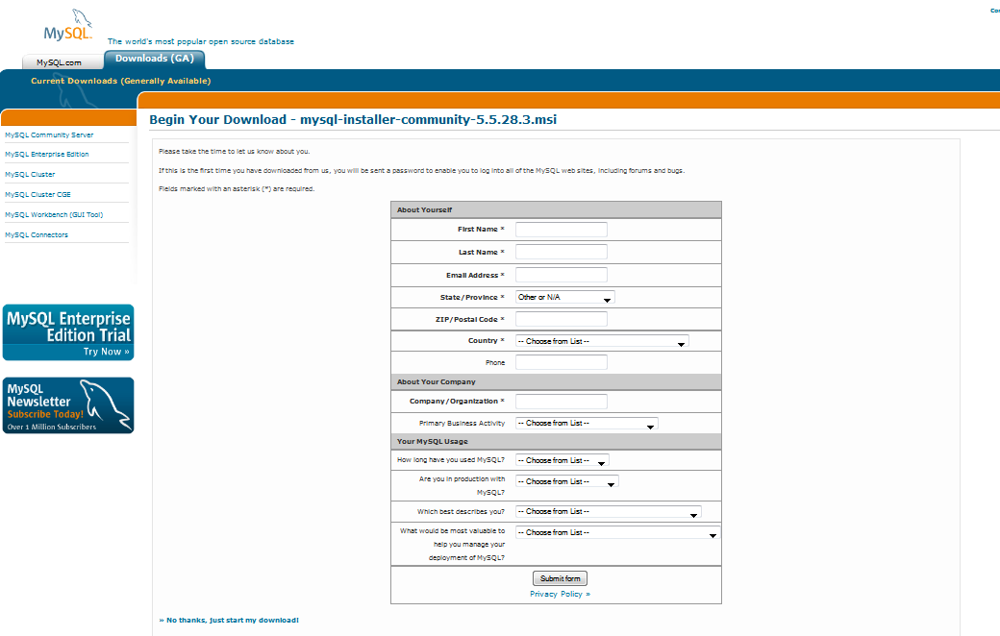 Con
MySQL
The world's most popular open source database
MySQL.com
Downloads (GA)
Current Downloads (Generally Available)
Begin Your Download - mysql-installer-community-5.5.28.3.msi
MySQL Community Server
MySQL Enterprise Edition
MySQL Cluster
MySQL Cluster CGE
MySQL Workbench (GUI Tool)
MySQL Connectors
MySQL Enterprise
Edition Trial
Try Now »
MySQL
Newsletter
Subscribe Today!
Over 1 Million Subscribers
Please take the time to let us know about you.
If this is the first time you have downloaded from us, you will be sent a password to enable you to log into all of the MySQL web sites, including forums and bugs.
Fields marked with an asterisk (*) are required.
About Yourself
First Name *
Last Name *
Email Address *
State/Province * Other or N/A
ZIP/Postal Code *
Country * -- Choose from List --
Phone
About Your Company
Company/Organization *
Primary Business Activity -- Choose from List --
Your MySQL Usage
How long have you used MySQL? -- Choose from List --
Are you in production with -- Choose from List --
MySQL?
Which best describes you? -- Choose from List --
What would be most valuable to -- Choose from List --
help you manage your
deployment of MySQL?
Submit form
Privacy Policy »
» No thanks, just start my download!